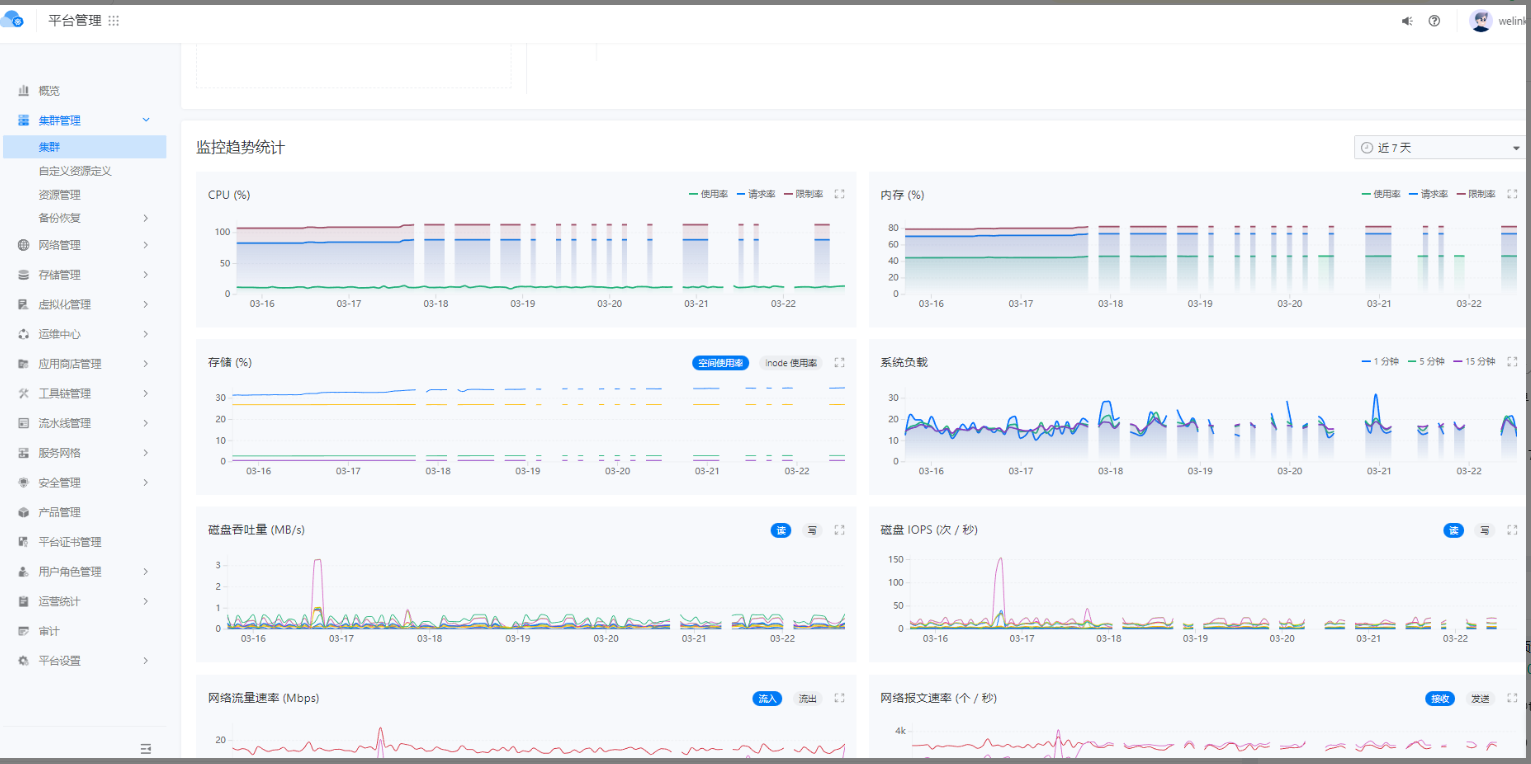 平台管理
welink
概览
集群管理
集群
自定义资源定义
资源管理
备份恢复
网络管理
存储管理
虚拟化管理
运维中心
应用商店管理
工具链管理
流水线管理
服务网格
安全管理
产品管理
平台证书管理
用户角色管理
运营统计
审计
平台设置
监控趋势统计
近 7 天
CPU (%)
使用率 请求率 限制率
100
50
0
03-16 03-17 03-18 03-19 03-20 03-21 03-22
内存 (%)
使用率 请求率 限制率
80
60
40
20
0
03-16 03-17 03-18 03-19 03-20 03-21 03-22
存储 (%)
空间使用率 inode 使用率
30
20
10
0
03-16 03-17 03-18 03-19 03-20 03-21 03-22
系统负载
1 分钟 5 分钟 15 分钟
30
20
10
0
03-16 03-17 03-18 03-19 03-20 03-21 03-22
磁盘吞吐量 (MB/s)
读 写
3
2
1
0
03-16 03-17 03-18 03-19 03-20 03-21 03-22
磁盘 IOPS (次 / 秒)
读 写
150
100
50
0
03-16 03-17 03-18 03-19 03-20 03-21 03-22
网络流量速率 (Mbps)
流入 流出
20
网络报文速率 (个 / 秒)
接收 发送
4k